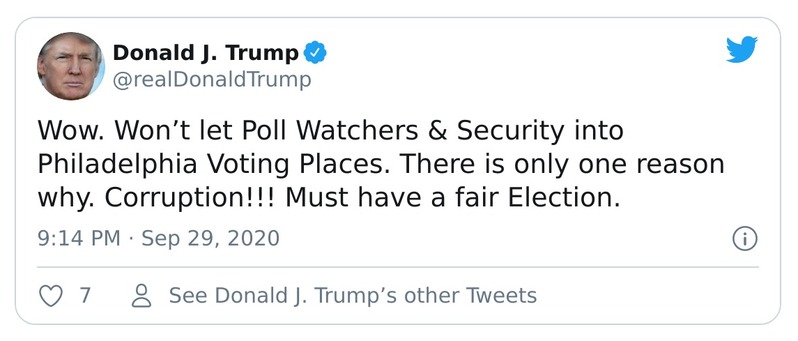 Donald J. Trump
@realDonaldTrump
Wow. Won’t let Poll Watchers & Security into
Philadelphia Voting Places. There is only one reason
why. Corruption!!! Must have a fair Election.
9:14 PM · Sep 29, 2020
7 See Donald J. Trump’s other Tweets